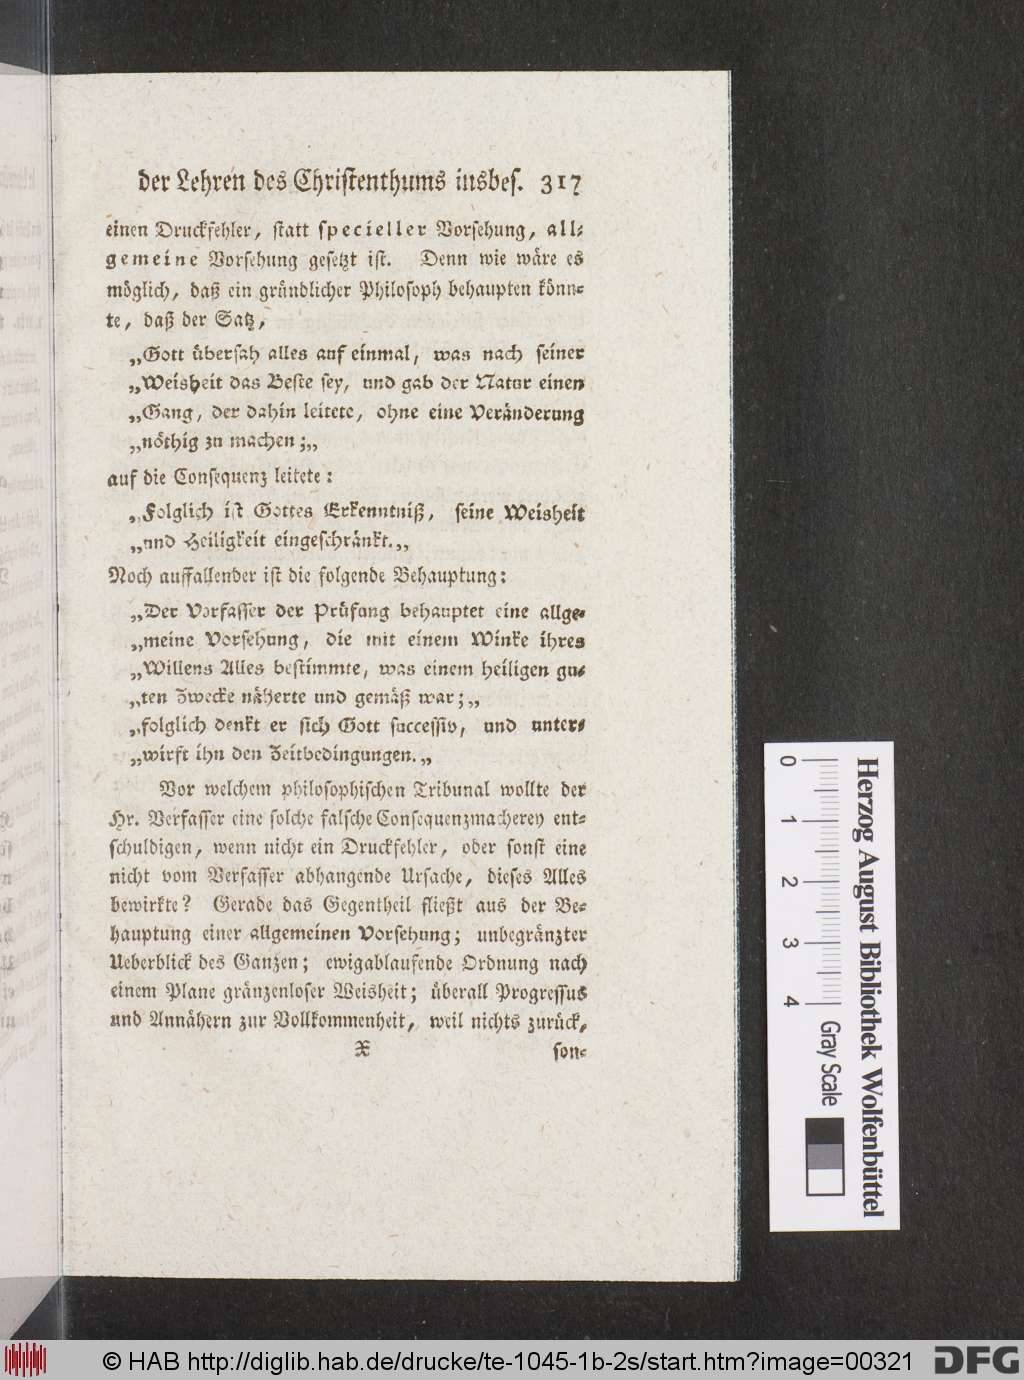 der Lehren des Christenthums insbes. 317
einen Druckfehler, statt specieller Vorsehung, all-
gemeine Vorsehung gesetzt ist. Denn wie wäre es
möglich, daß ein gründlicher Philosoph behaupten könn-
te, daß der Satz,
„Gott übersah alles auf einmal, was nach seiner
„Weisheit das Beste sey, und gab der Natur einen
„Gang, der dahin leitete, ohne eine Veränderung
„nöthig zu machen;„
auf die Consequenz leitete:
„Folglich ist Gottes Erkenntniß, seine Weisheit
„und Heiligkeit eingeschränkt.„
Noch auffallender ist die folgende Behauptung:
„Der Verfasser der Prüfung behauptet eine allge-
„meine Vorsehung, die mit einem Winke ihres
„Willens Alles bestimmte, was einem heiligen gu-
„ten Zwecke näherte und gemäß war;„
„folglich denkt er sich Gott successiv, und unter-
„wirft ihn den Zeitbedingungen.„
Vor welchem philosophischen Tribunal wollte der
Hr. Verfasser eine solche falsche Consequenzmacherey ent-
schuldigen, wenn nicht ein Druckfehler, oder sonst eine
nicht vom Verfasser abhangende Ursache, dieses Alles
bewirkte? Gerade das Gegentheil fließt aus der Be-
hauptung einer allgemeinen Vorsehung; unbegränzter
Ueberblick des Ganzen; ewigablaufende Ordnung nach
einem Plane gränzenloser Weisheit; überall Progressus
und Annähern zur Vollkommenheit, weil nichts zurück,
X son-
0 1 2 3 4 Gray Scale
Herzog August Bibliothek Wolfenbüttel
© HAB http://diglib.hab.de/drucke/te-1045-1b-2s/start.htm?image=00321 DFG